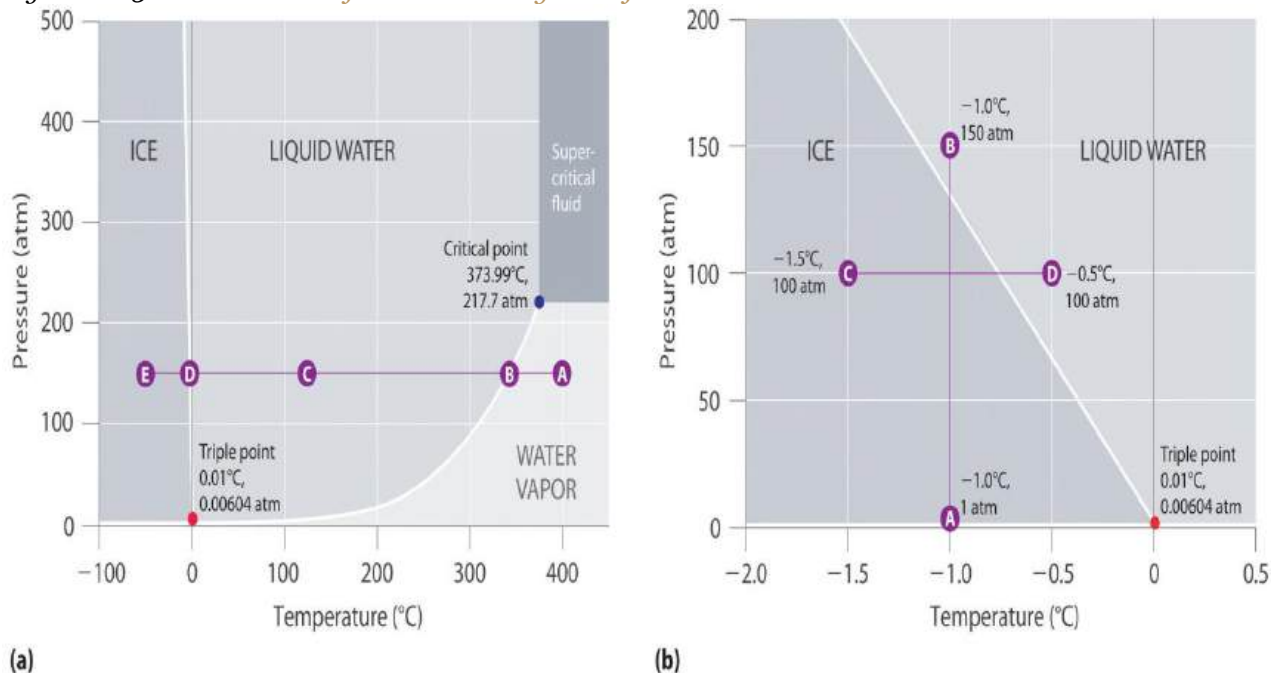 500
400
300
200
100
0
Pressure (atm)
−100
0
100
200
300
400
Temperature (°C)
ICE
LIQUID WATER
Super-
critical
fluid
Critical point
373.99°C,
217.7 atm
E
D
C
B
A
Triple point
0.01°C,
0.00604 atm
WATER
VAPOR
(a)
200
150
100
50
0
Pressure (atm)
−2.0
−1.5
−1.0
−0.5
0
0.5
Temperature (°C)
ICE
−1.0°C,
150 atm
B
LIQUID WATER
−1.5°C,
100 atm
C
D
−0.5°C,
100 atm
−1.0°C,
1 atm
A
Triple point
0.01°C,
0.00604 atm
(b)